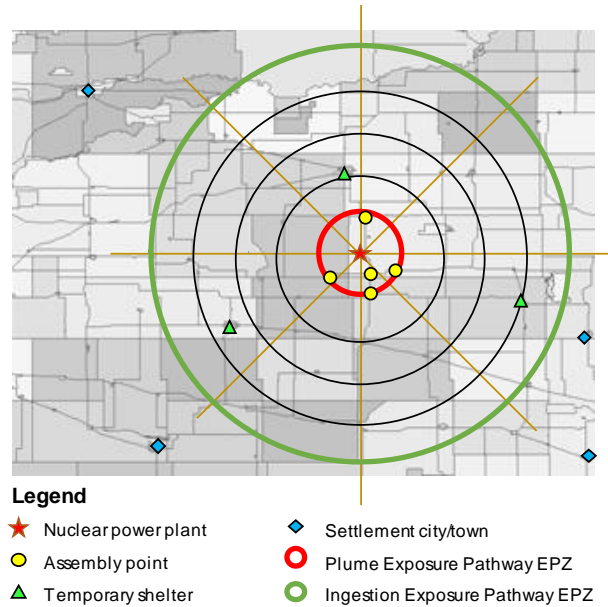 Legend
Nuclear power plant
Settlement city/town
Assembly point
Plume Exposure Pathway EPZ
Temporary shelter
Ingestion Exposure Pathway EPZ